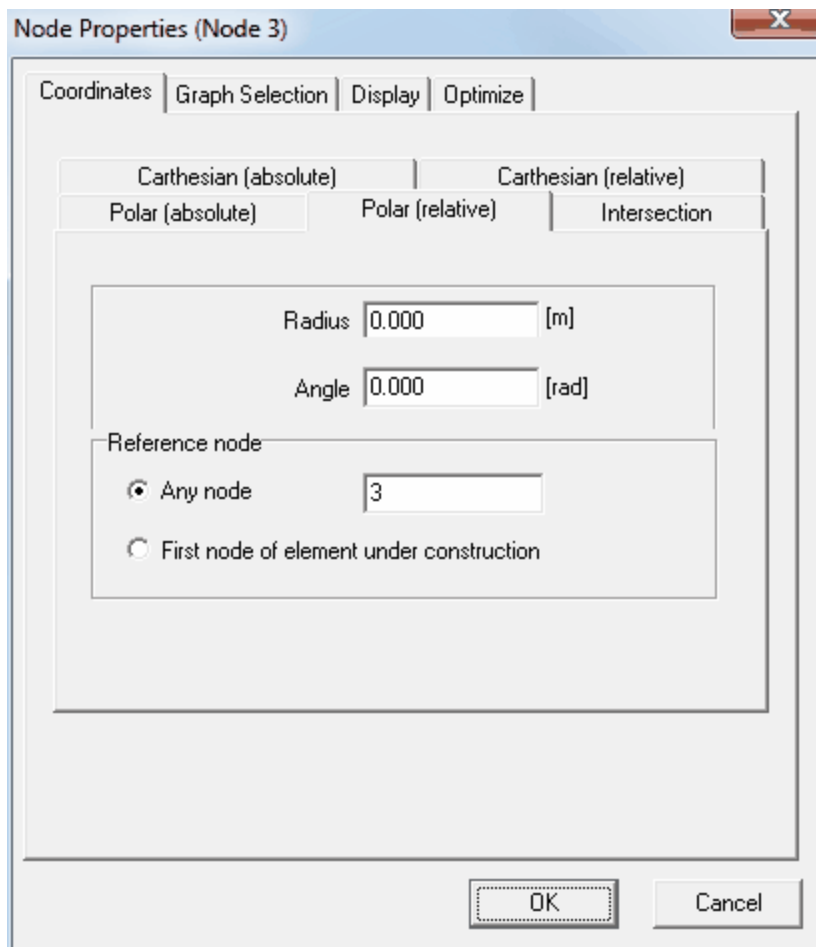 Node Properties (Node 3)
Coordinates Graph Selection Display Optimize
Carthesian (absolute) Carthesian (relative)
Polar (absolute) Polar (relative) Intersection
Radius 0.000 [m]
Angle 0.000 [rad]
Reference node
Any node 3
First node of element under construction
OK Cancel